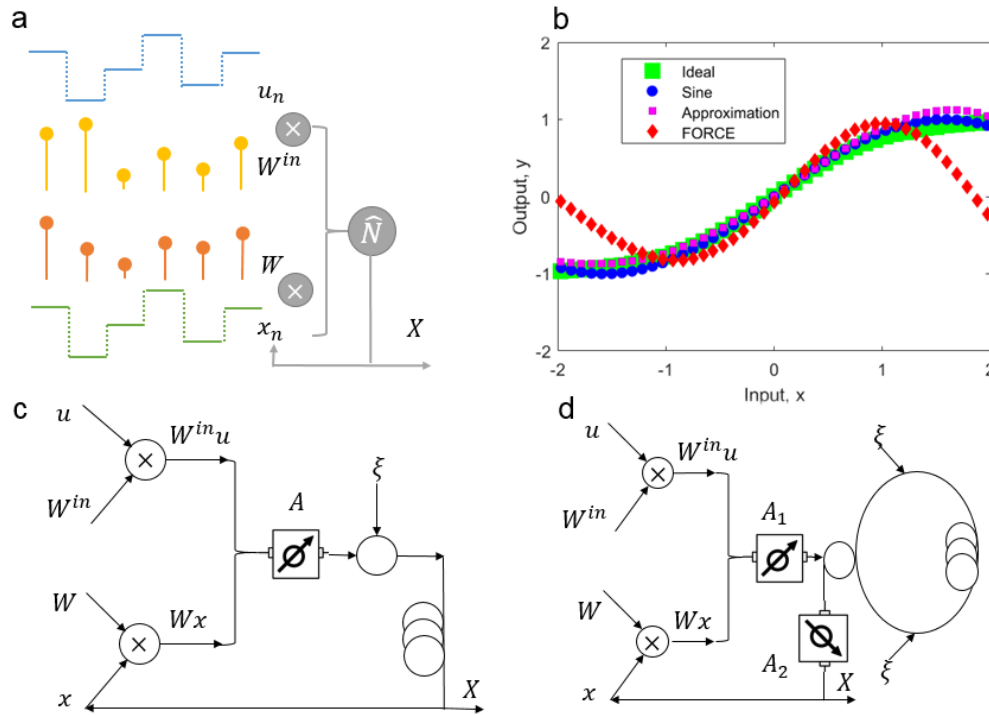 a
u_n
×
W^{in}
\hat{N}
W
×
x_n
X
b
2
1
0
-1
-2
Output, y
-2
-1
0
1
2
Input, x
Ideal
Sine
Approximation
FORCE
c
u
W^{in}u
×
W^{in}
A
ξ
W
Wx
×
x
X
d
u
W^{in}u
×
W^{in}
A_1
ξ
W
Wx
×
A_2
x
X
ξ